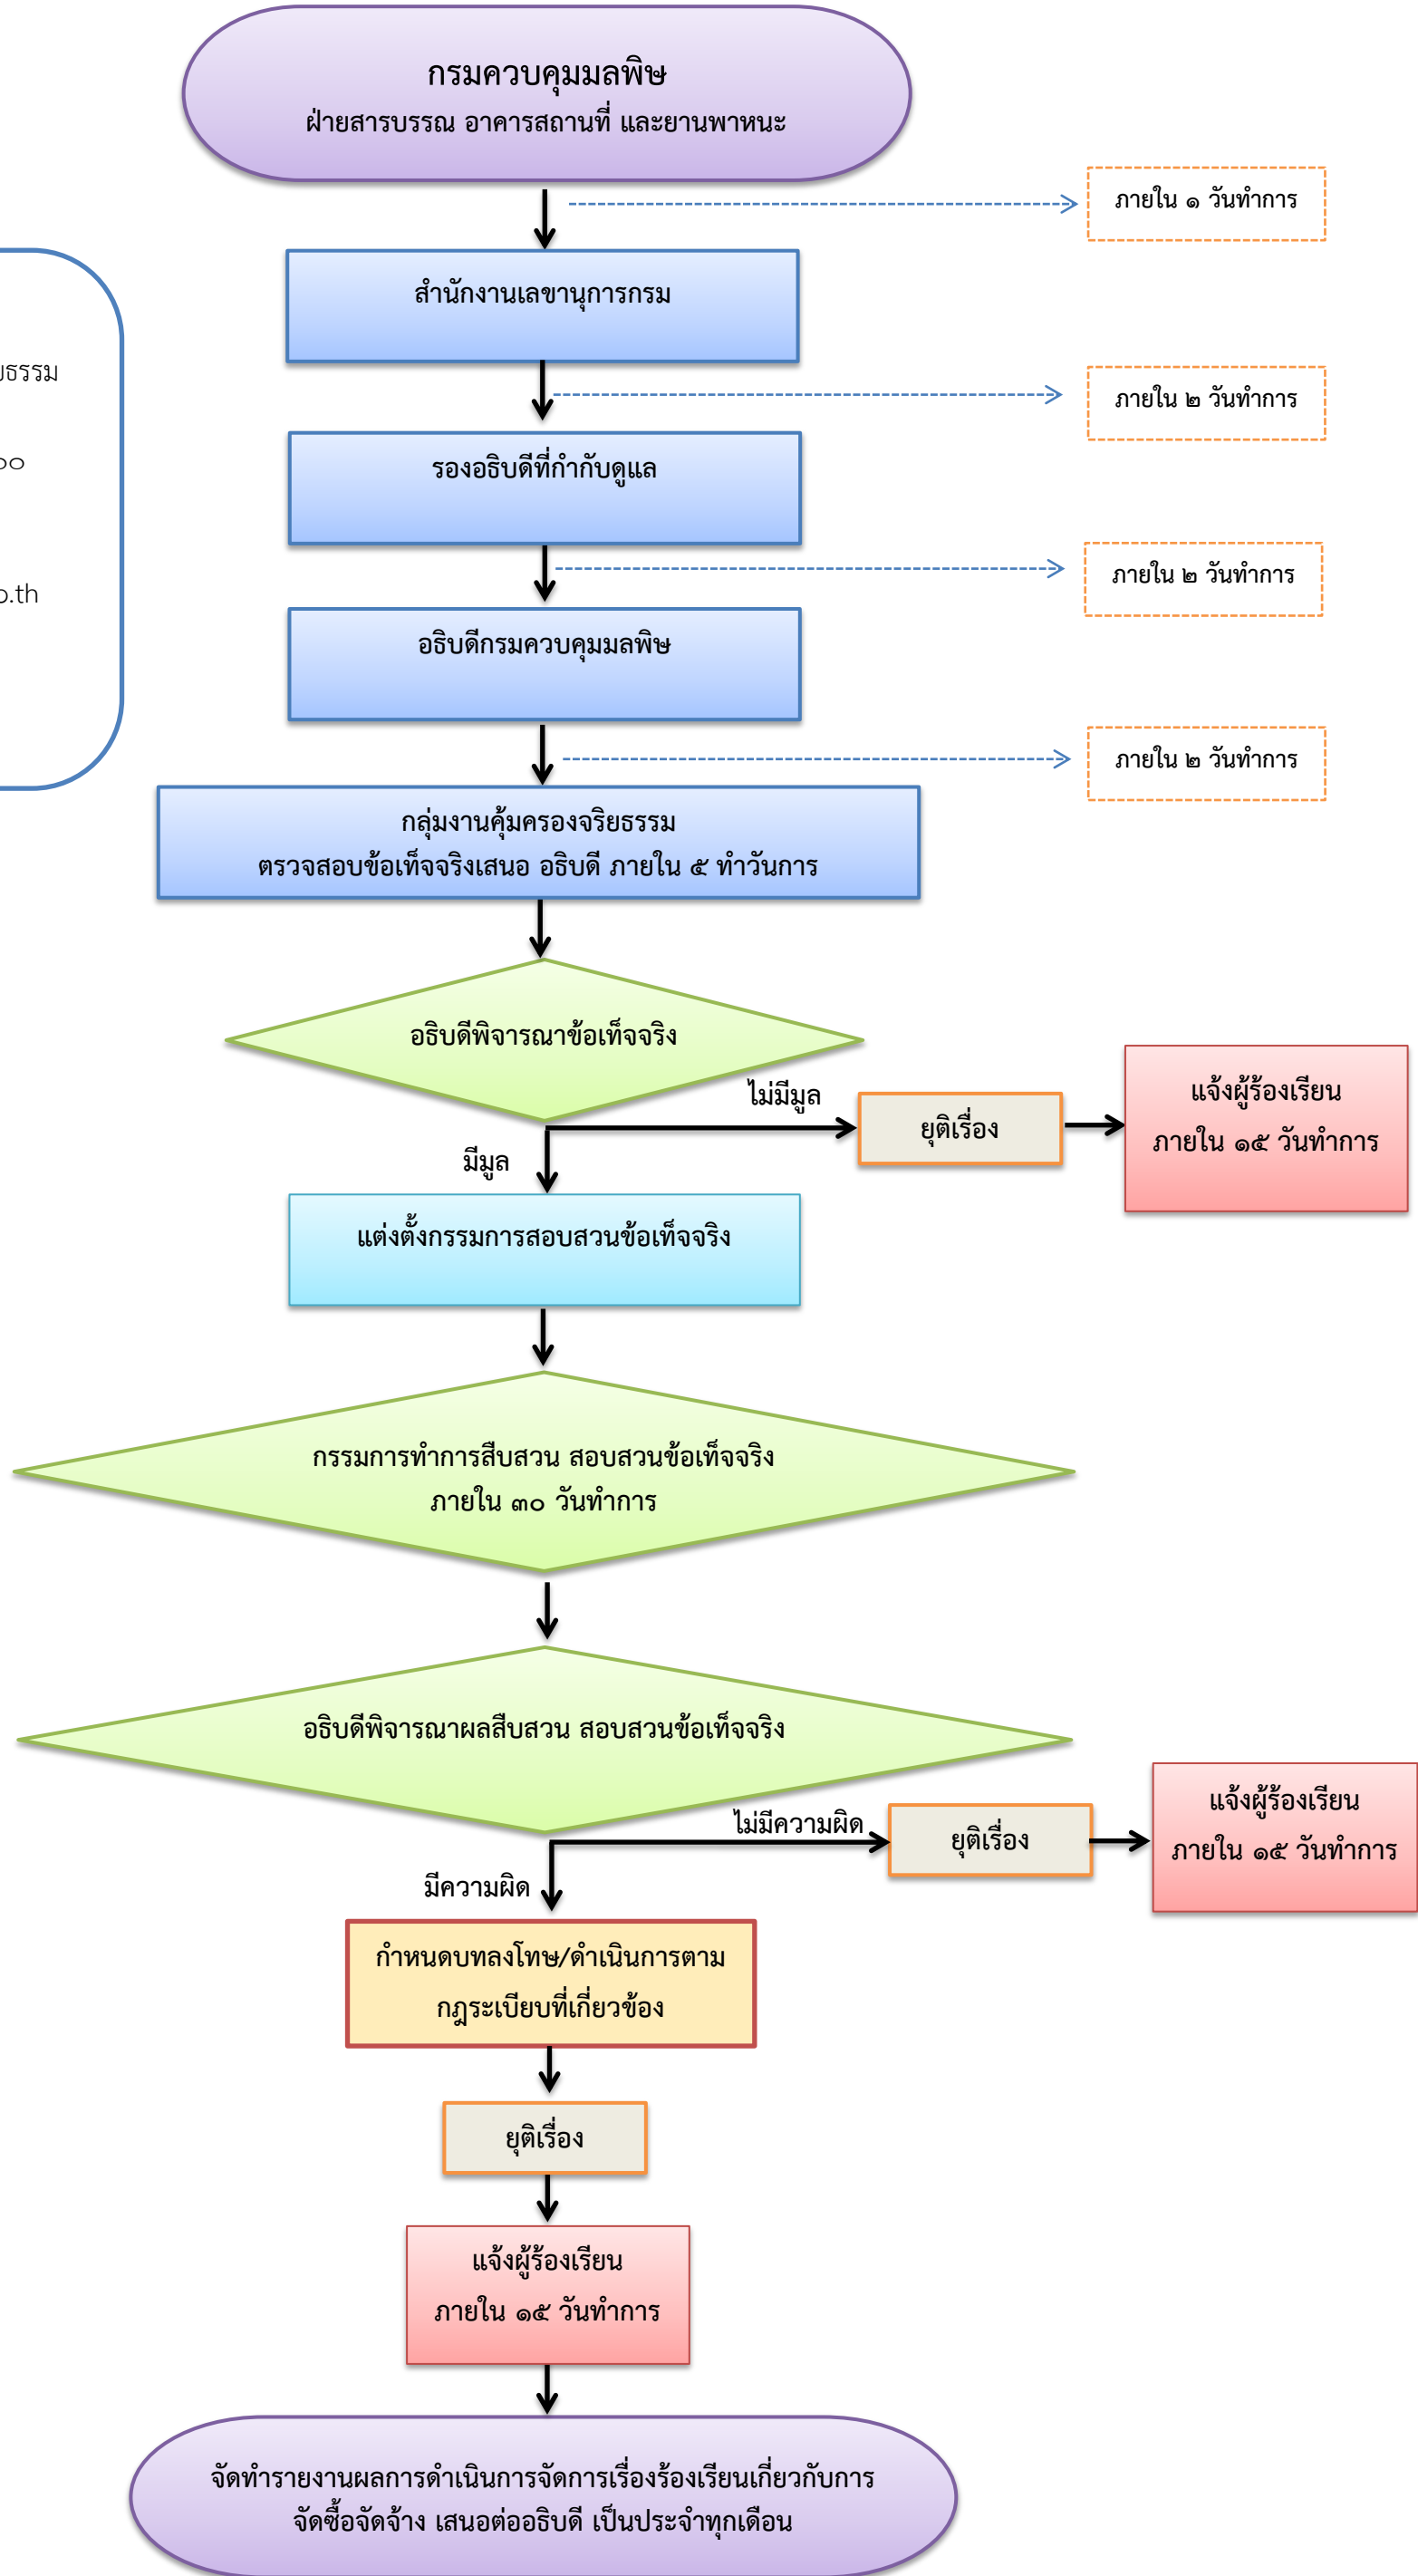 กรมควบคุมมลพิษ
ฝ่ายสารบรรณ อาคารสถานที่ และยานพาหนะ
ภายใน ๑ วันทำการ
สำนักงานเลขานุการกรม
ภายใน ๒ วันทำการ
รองอธิบดีที่กำกับดูแล
ภายใน ๒ วันทำการ
.th
อธิบดีกรมควบคุมมลพิษ
ภายใน ๒ วันทำการ
กลุ่มงานคุ้มครองจริยธรรม
ตรวจสอบข้อเท็จจริงเสนอ อธิบดี ภายใน ๕ ทำวันการ
อธิบดีพิจารณาข้อเท็จจริง
ไม่มีมูล
ยุติเรื่อง
แจ้งผู้ร้องเรียน
ภายใน ๑๕ วันทำการ
มีมูล
แต่งตั้งกรรมการสอบสวนข้อเท็จจริง
กรรมการทำการสืบสวน สอบสวนข้อเท็จจริง
ภายใน ๓๐ วันทำการ
อธิบดีพิจารณาผลสืบสวน สอบสวนข้อเท็จจริง
ไม่มีความผิด
ยุติเรื่อง
แจ้งผู้ร้องเรียน
ภายใน ๑๕ วันทำการ
มีความผิด
กำหนดบทลงโทษ/ดำเนินการตาม
กฎระเบียบที่เกี่ยวข้อง
ยุติเรื่อง
แจ้งผู้ร้องเรียน
ภายใน ๑๕ วันทำการ
จัดทำรายงานผลการดำเนินการจัดการเรื่องร้องเรียนเกี่ยวกับการ
จัดซื้อจัดจ้าง เสนอต่ออธิบดี เป็นประจำทุกเดือน